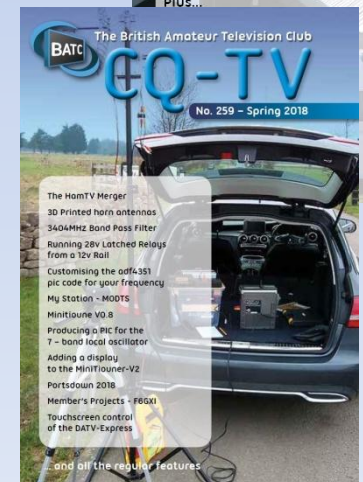 Plus...
The British Amateur Television Club
BATC
CQ-TV
No. 259 – Spring 2018
The HamTV Merger
3D Printed horn antennas
3404MHz Band Pass Filter
Running 28v Latched Relays
from a 12v Rail
Customising the adf4351
pic code for your frequency
My Station - M0DTS
Minitioune V0.8
Producing a PIC for the
7 – band local oscillator
Adding a display
to the MiniTiouner-V2
Portsdown 2018
Member's Projects - F6GXI
Touchscreen control
of the DATV-Express
... and all the regular features